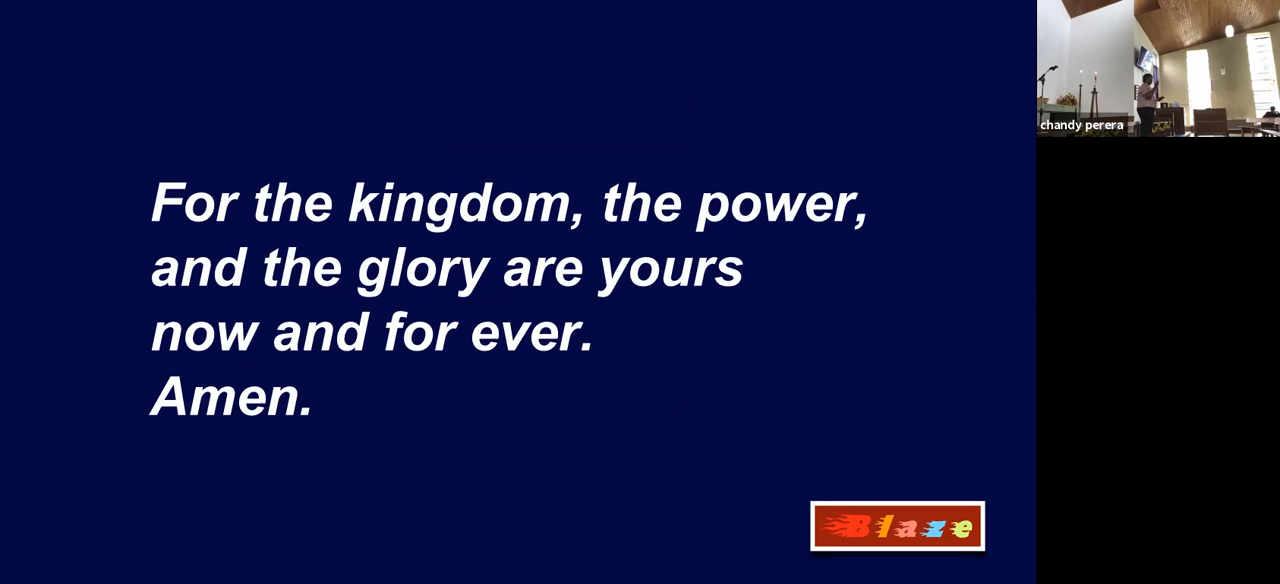 For the kingdom, the power,
and the glory are yours
now and for ever.
Amen.
Blaze
chandy perera